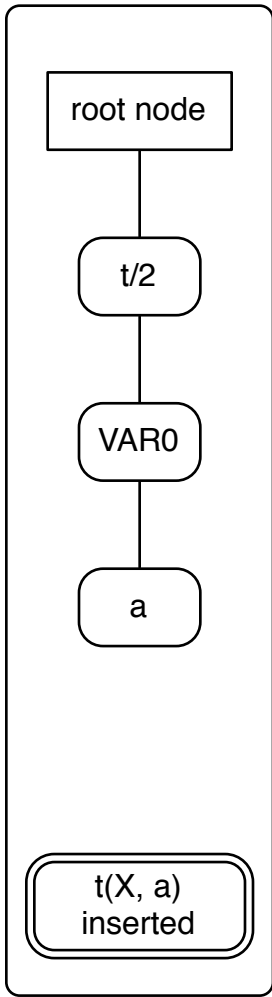 root node
t/2
VAR0
a
t(X, a)
inserted